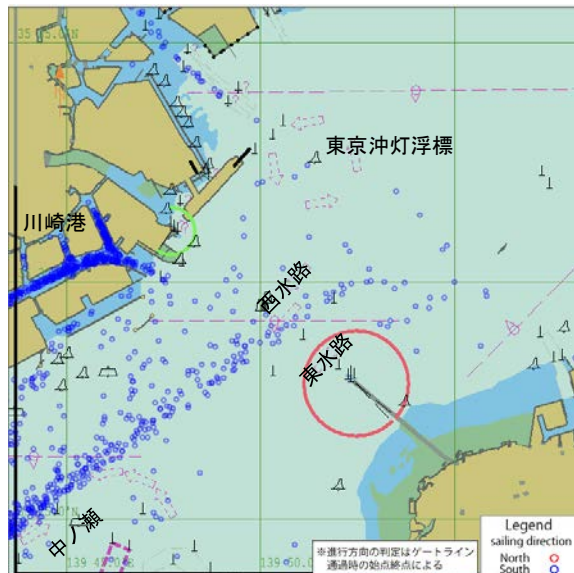 35 15.0N
東京沖灯浮標
川崎港
西水路
東水路
中ノ瀬
139 50.0E
※進行方向の判定はゲートライン
通過時の始点終点による
Legend
sailing direction
North
South